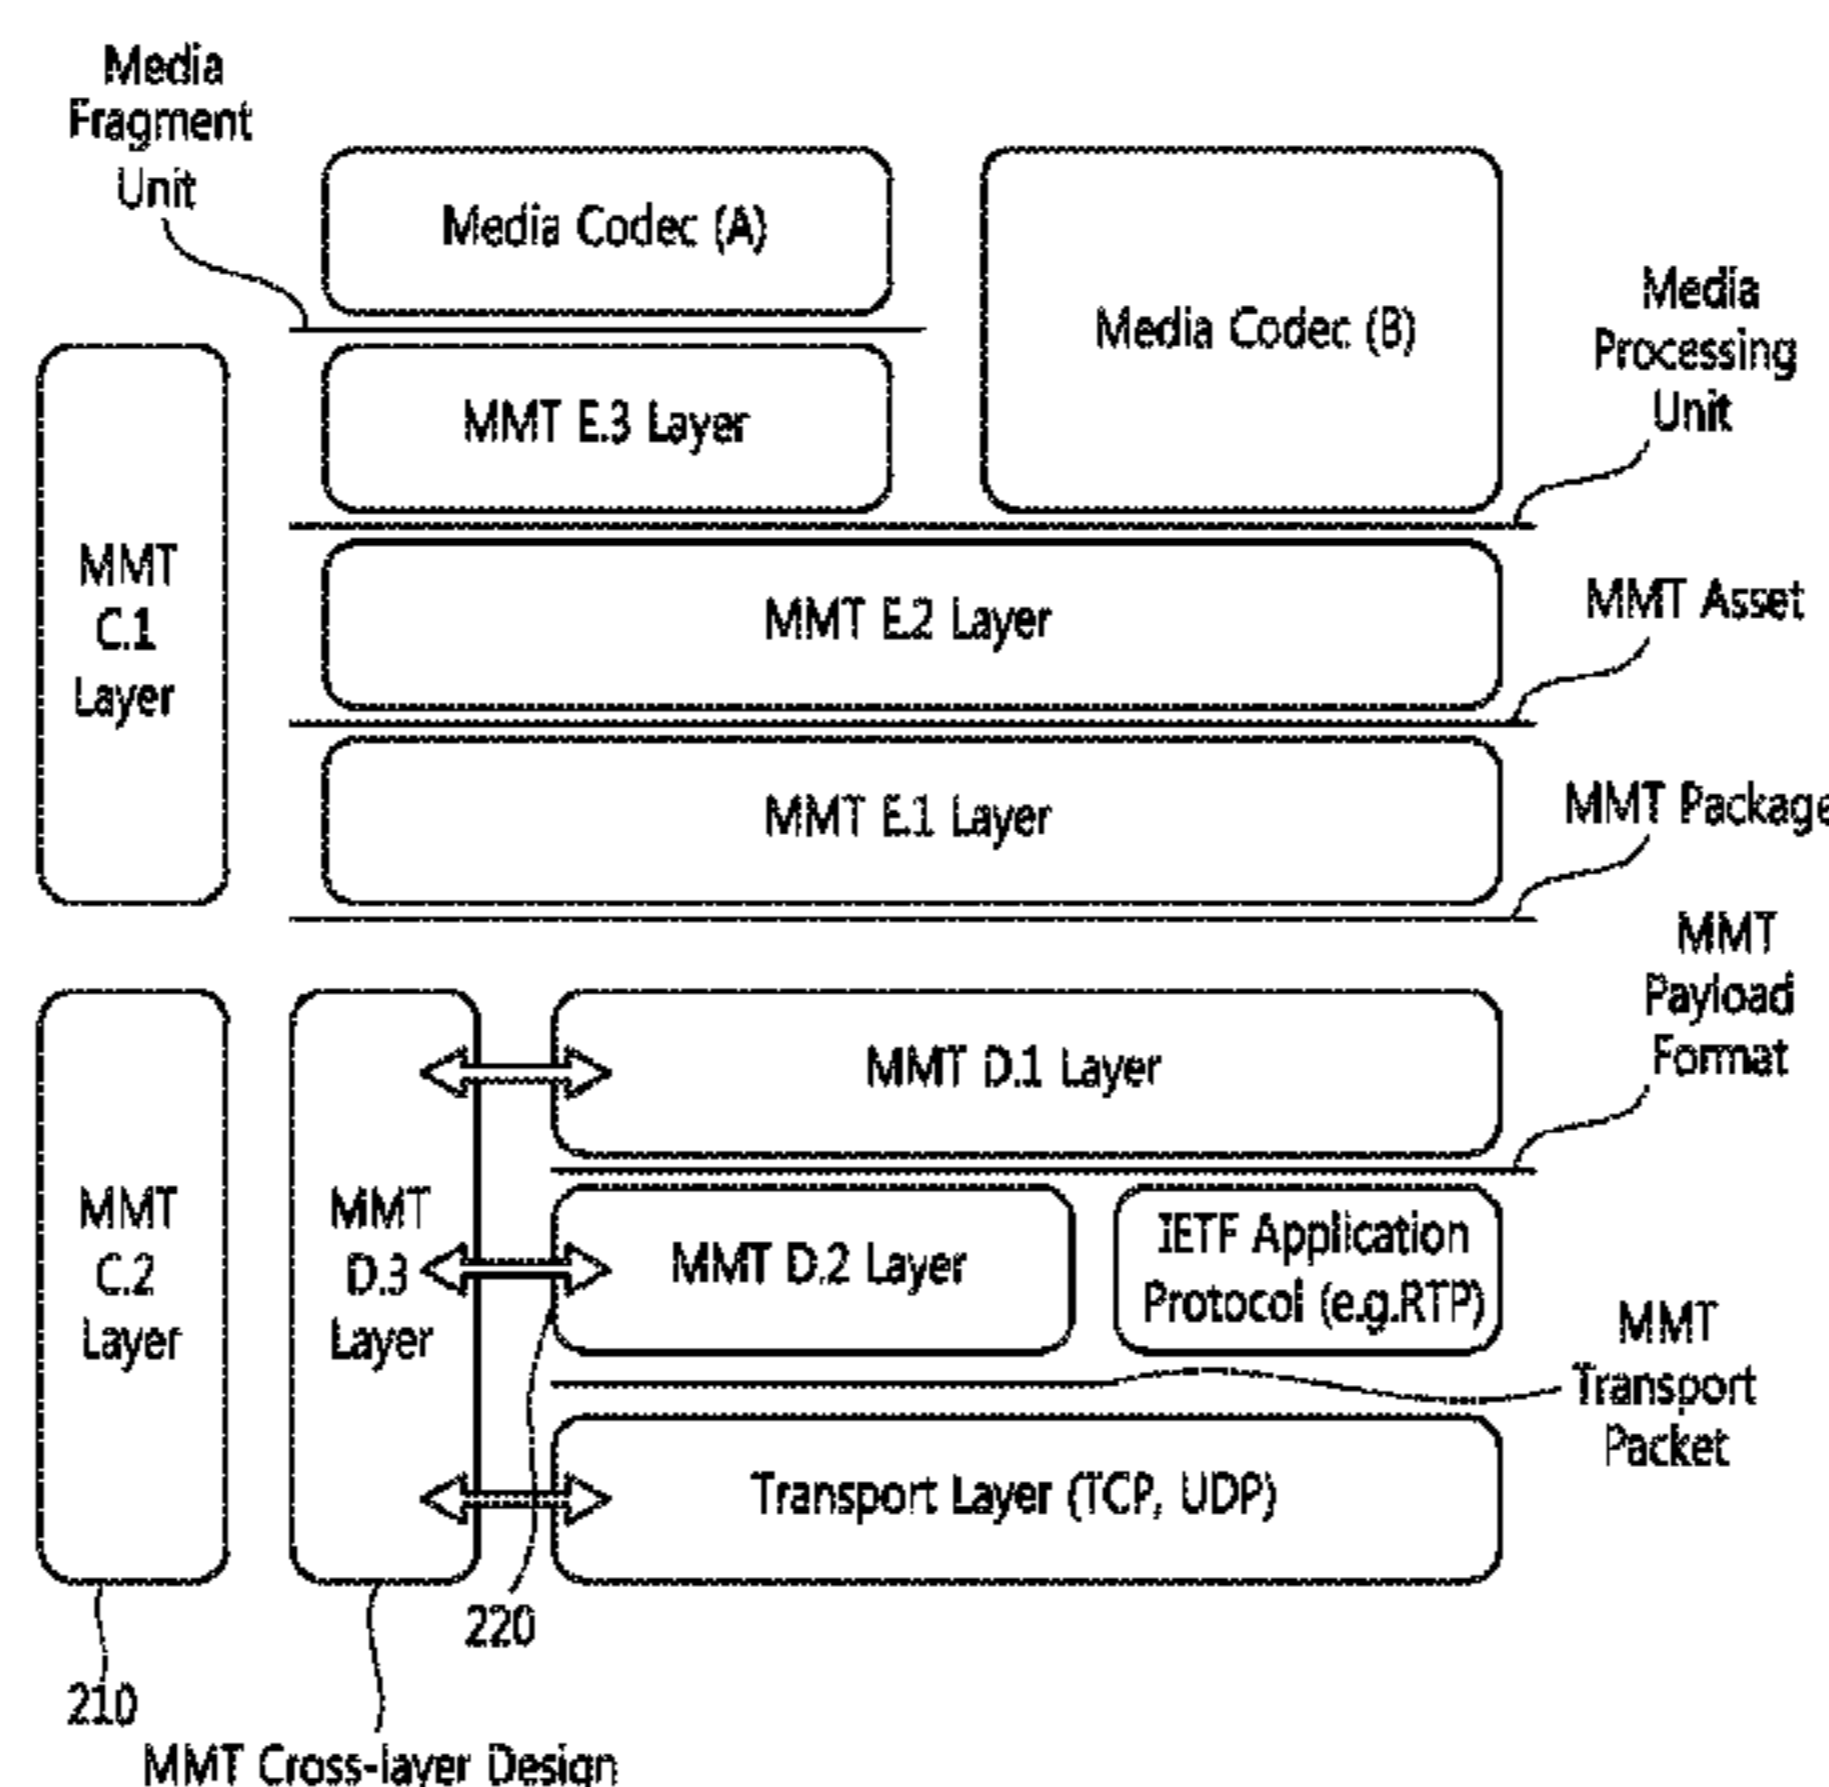 Media
Fragment
Unit
Media Codec (A)
Media Codec (B)
Media
Processing
Unit
MMT E.3 Layer
MMT
C.1
Layer
MMT E.2 Layer
MMT Asset
MMT E.1 Layer
MMT Package
MMT
Payload
Format
MMT D.1 Layer
MMT
C.2
Layer
MMT
D.3
Layer
MMT D.2 Layer
IETF Application
Protocol (e.g.RTP)
MMT
Transport
Packet
Transport Layer (TCP, UDP)
220
210
MMT Cross-layer Design